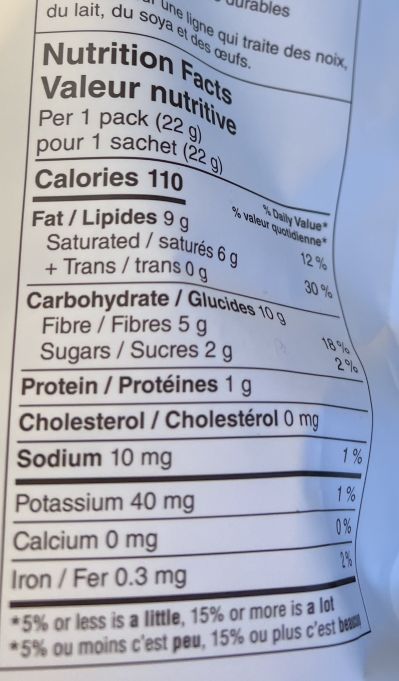 durables
une ligne qui traite des noix,
du lait, du soya et des œufs.
Nutrition Facts
Valeur nutritive
Per 1 pack (22 g)
pour 1 sachet (22 g)
Calories 110
% Daily Value*
% valeur quotidienne*
Fat / Lipides 9 g 12 %
Saturated / saturés 6 g
+ Trans / trans 0 g 30 %
Carbohydrate / Glucides 10 g
Fibre / Fibres 5 g 18 %
Sugars / Sucres 2 g 2 %
Protein / Protéines 1 g
Cholesterol / Cholestérol 0 mg
Sodium 10 mg 1 %
Potassium 40 mg 1 %
Calcium 0 mg 0 %
Iron / Fer 0.3 mg 2 %
*5% or less is a little, 15% or more is a lot
*5% ou moins c'est peu, 15% ou plus c'est